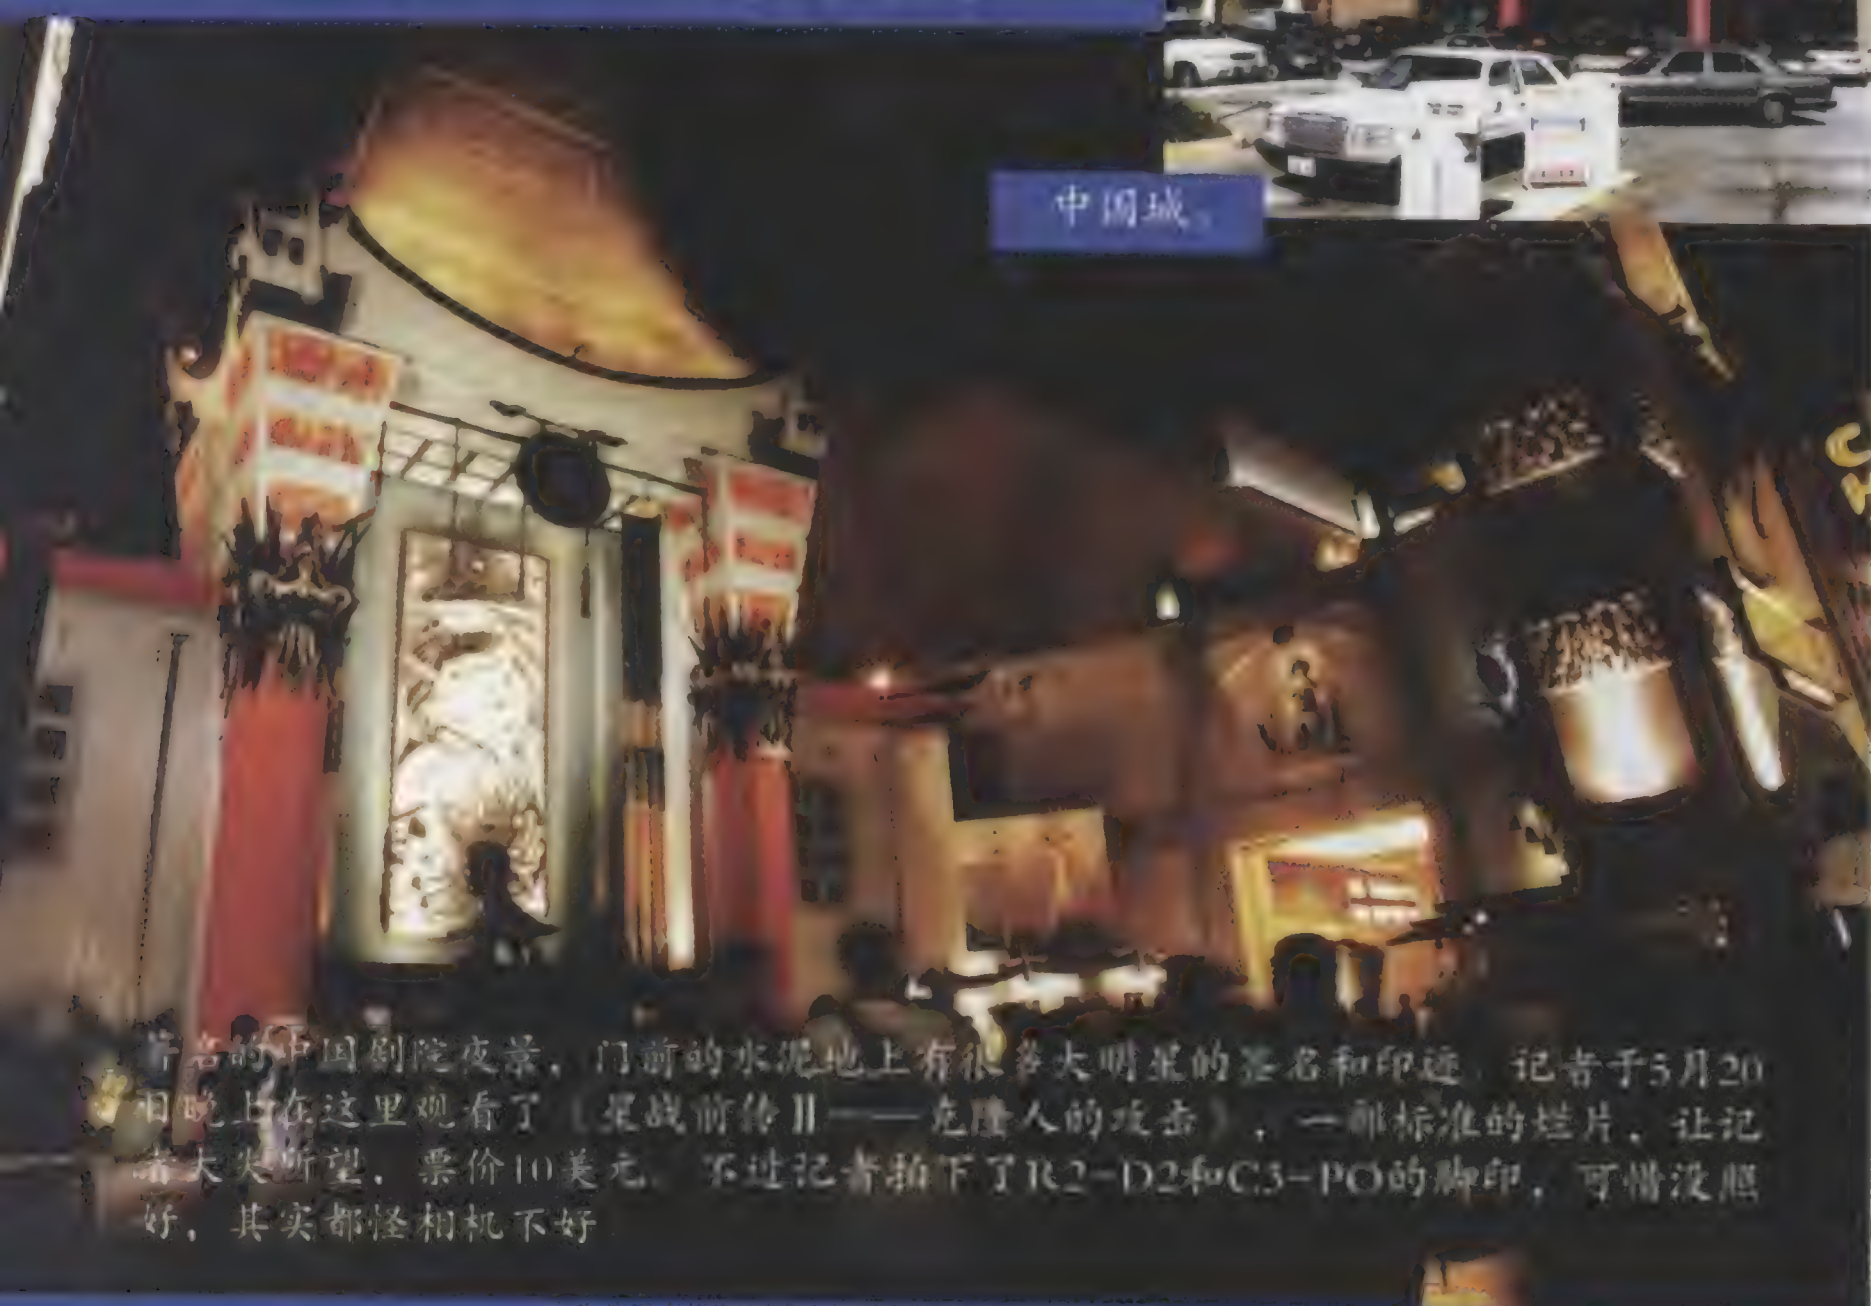 中国城。
著名的中国剧院夜景，门前的水泥地上有很多大明星的签名和印迹。记者于5月20
日晚上在这里观看了《星战前传II——克隆人的攻击》，一部标准的烂片，让记
者大失所望，票价10美元。不过记者拍下了R2-D2和C3-PO的脚印，可惜没照
好，其实都怪相机不好